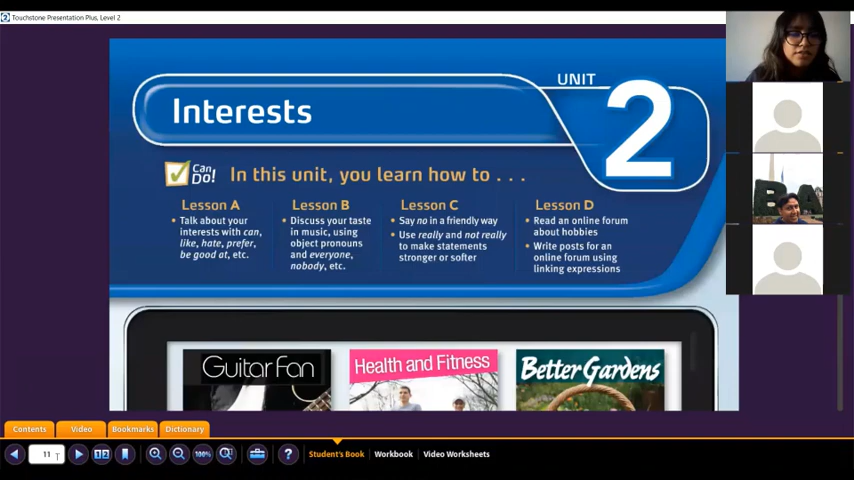 Touchstone Presentation Plus, Level 2
UNIT
2
Interests
Can
Do!
In this unit, you learn how to . . .
Lesson A
• Talk about your
interests with can,
like, hate, prefer,
be good at, etc.
Lesson B
• Discuss your taste
in music, using
object pronouns
and everyone,
nobody, etc.
Lesson C
• Say no in a friendly way
• Use really and not really
to make statements
stronger or softer
Lesson D
• Read an online forum
about hobbies
• Write posts for an
online forum using
linking expressions
Guitar Fan
Health and Fitness
Better Gardens
BA
Contents
Video
Bookmarks
Dictionary
11
1 2
100%
?
Student's Book
Workbook
Video Worksheets